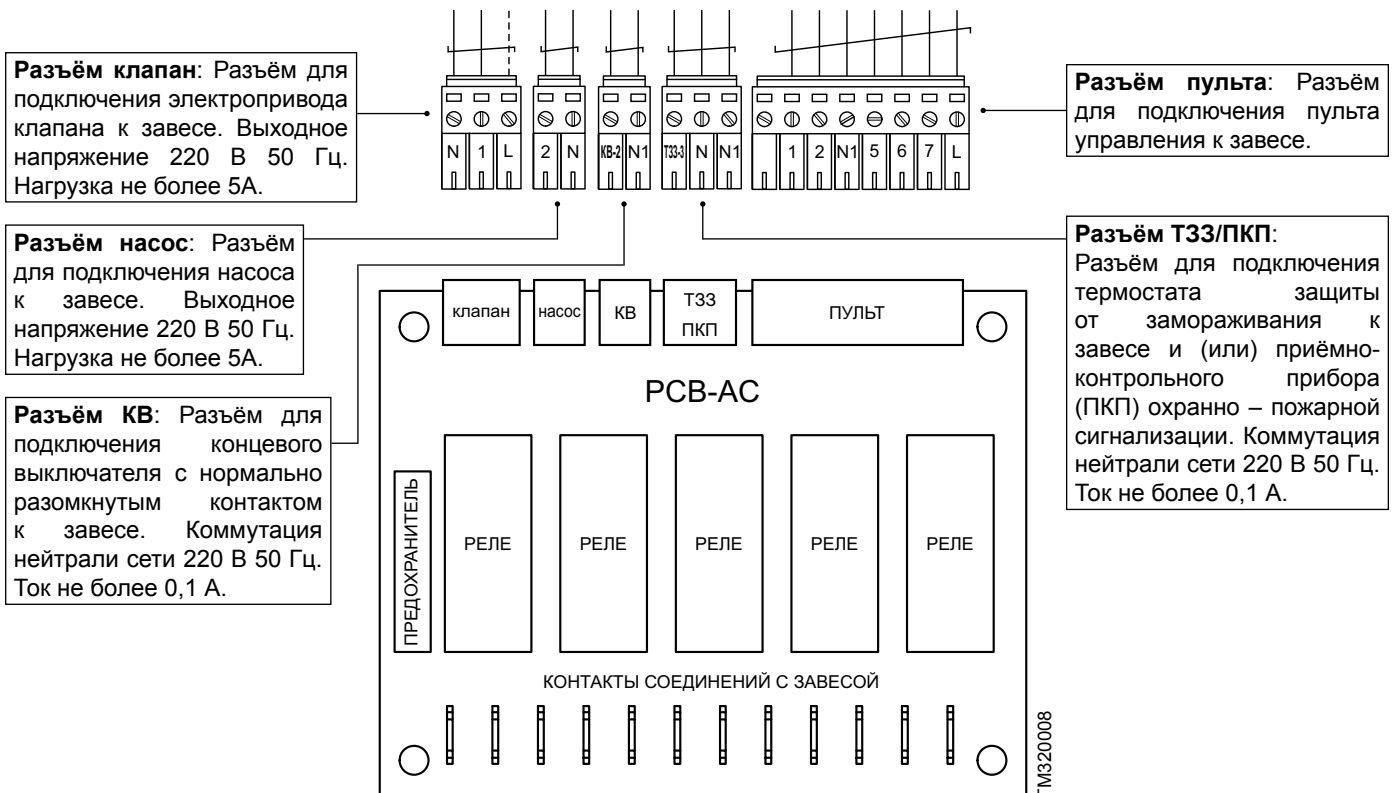 Разъём клапан: Разъём для
подключения электропривода
клапана к завесе. Выходное
напряжение 220 В 50 Гц.
Нагрузка не более 5А.
Разъём насос: Разъём
для подключения насоса
к завесе. Выходное
напряжение 220 В 50 Гц.
Нагрузка не более 5А.
Разъём КВ: Разъём для
подключения концевого
выключателя с нормально
разомкнутым контактом
к завесе. Коммутация
нейтрали сети 220 В 50 Гц.
Ток не более 0,1 А.
N 1 L 2 N КВ-2 N1 ТЗЗ-3 N N1 1 2 N1 5 6 7 L
Разъём пульта: Разъём
для подключения пульта
управления к завесе.
Разъём ТЗЗ/ПКП:
Разъём для подключения
термостата защиты
от замораживания к
завесе и (или) приёмно-
контрольного прибора
(ПКП) охранно – пожарной
сигнализации. Коммутация
нейтрали сети 220 В 50 Гц.
Ток не более 0,1 А.
клапан насос КВ ТЗЗ ПУЛЬТ
ПКП
PCB-AC
ПРЕДОХРАНИТЕЛЬ
РЕЛЕ РЕЛЕ РЕЛЕ РЕЛЕ РЕЛЕ
КОНТАКТЫ СОЕДИНЕНИЙ С ЗАВЕСОЙ
TM320008